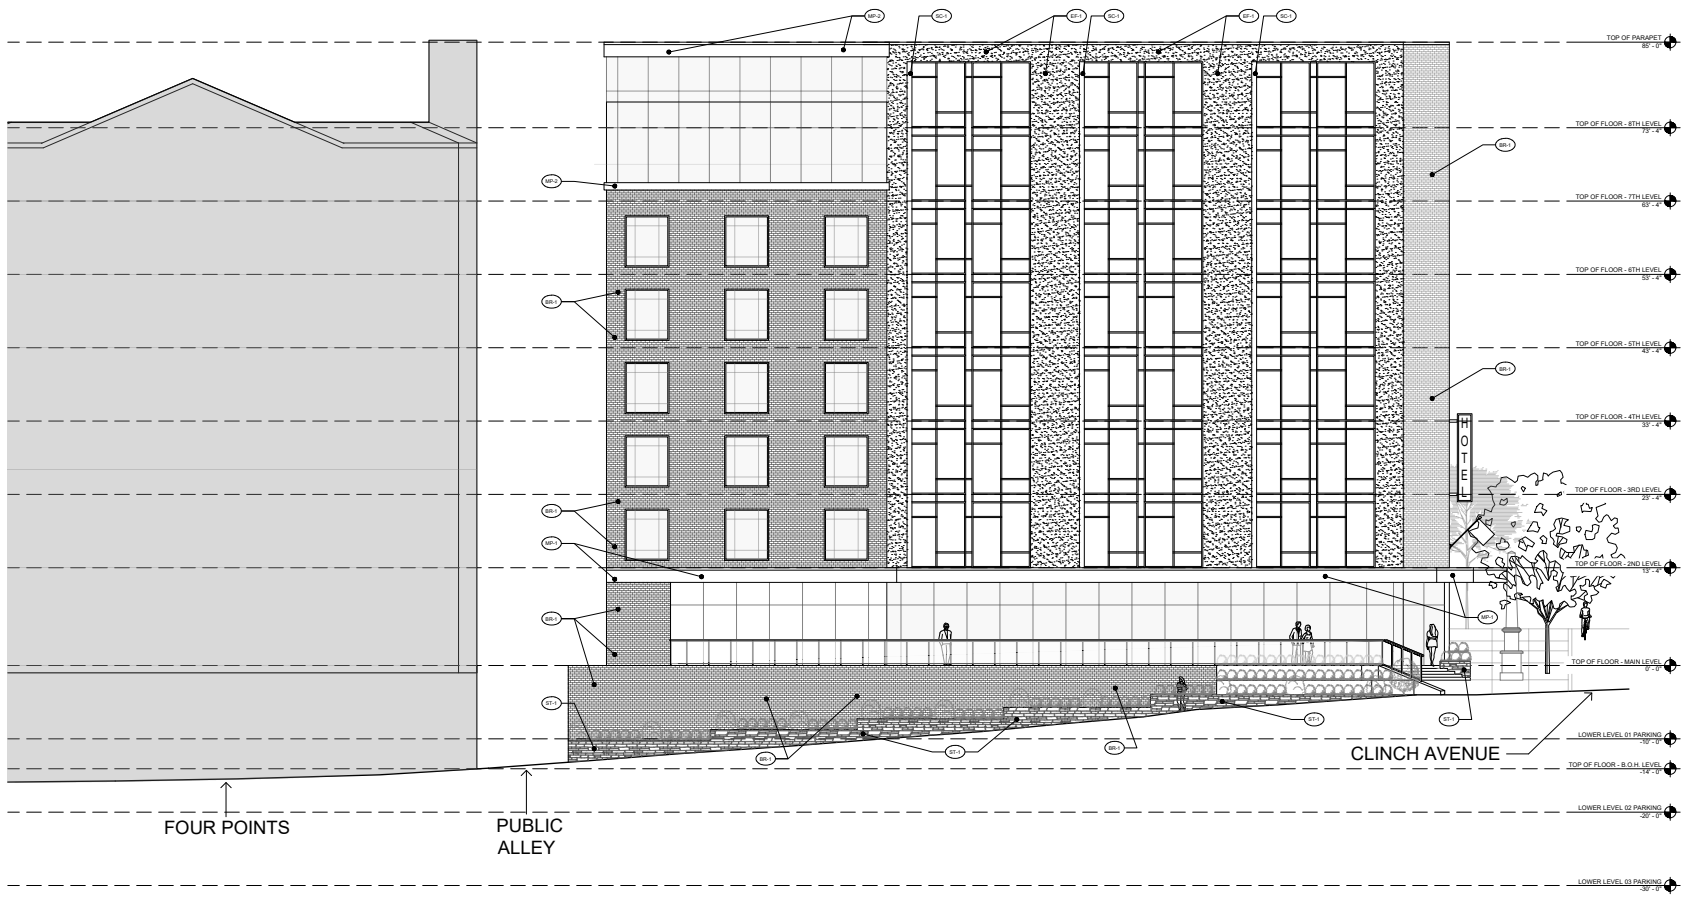 MP-2
SC-1
EF-1
SC-1
EF-1
SC-1
TOP OF PARAPET
85' - 0"
TOP OF FLOOR - 8TH LEVEL
73' - 4"
BR-1
MP-2
TOP OF FLOOR - 7TH LEVEL
63' - 4"
TOP OF FLOOR - 6TH LEVEL
53' - 4"
BR-1
TOP OF FLOOR - 5TH LEVEL
43' - 4"
BR-1
TOP OF FLOOR - 4TH LEVEL
33' - 4"
H
O
T
E
L
TOP OF FLOOR - 3RD LEVEL
23' - 4"
BR-1
MP-1
TOP OF FLOOR - 2ND LEVEL
13' - 4"
BR-1
MP-1
TOP OF FLOOR - MAIN LEVEL
0' - 0"
ST-1
ST-1
ST-1
BR-1
ST-1
BR-1
LOWER LEVEL 01 PARKING
-10' - 0"
CLINCH AVENUE
TOP OF FLOOR - B.O.H. LEVEL
-14' - 0"
LOWER LEVEL 02 PARKING
-20' - 0"
FOUR POINTS
PUBLIC
ALLEY
LOWER LEVEL 03 PARKING
-30' - 0"